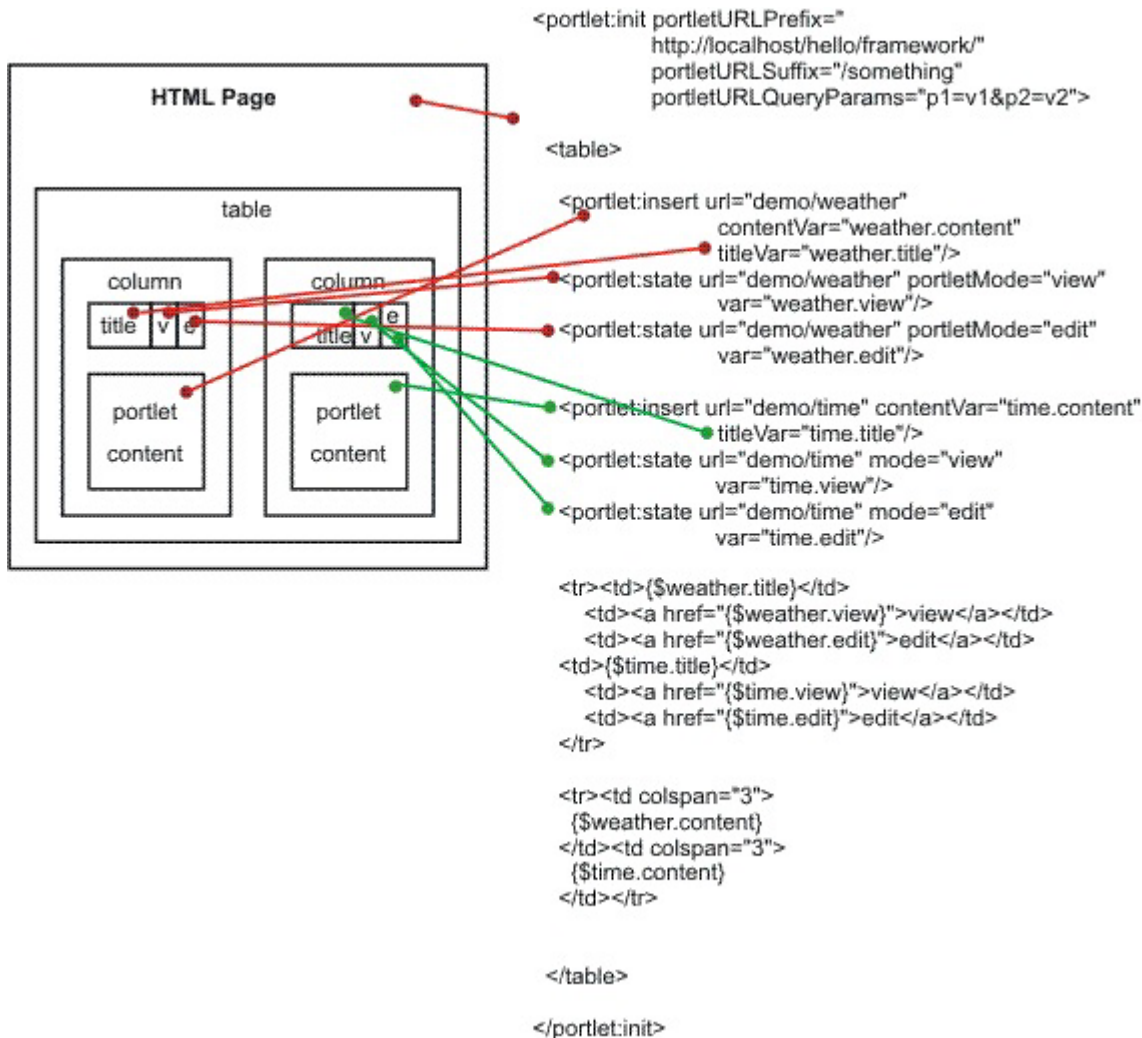 HTML Page
table
column
title v e
portlet
content
column
title v e
portlet
content
<portlet:init portletURLPrefix="
http://localhost/hello/framework/"
portletURLSuffix="/something"
portletURLQueryParams="p1=v1&p2=v2">
<table>
<portlet:insert url="demo/weather"
contentVar="weather.content"
titleVar="weather.title"/>
<portlet:state url="demo/weather" portletMode="view"
var="weather.view"/>
<portlet:state url="demo/weather" portletMode="edit"
var="weather.edit"/>
<portlet:insert url="demo/time" contentVar="time.content"
titleVar="time.title"/>
<portlet:state url="demo/time" mode="view"
var="time.view"/>
<portlet:state url="demo/time" mode="edit"
var="time.edit"/>
<tr><td>{$weather.title}</td>
<td><a href="{$weather.view}">view</a></td>
<td><a href="{$weather.edit}">edit</a></td>
<td>{$time.title}</td>
<td><a href="{$time.view}">view</a></td>
<td><a href="{$time.edit}">edit</a></td>
</tr>
<tr><td colspan="3">
{$weather.content}
</td><td colspan="3">
{$time.content}
</td></tr>
</table>
</portlet:init>